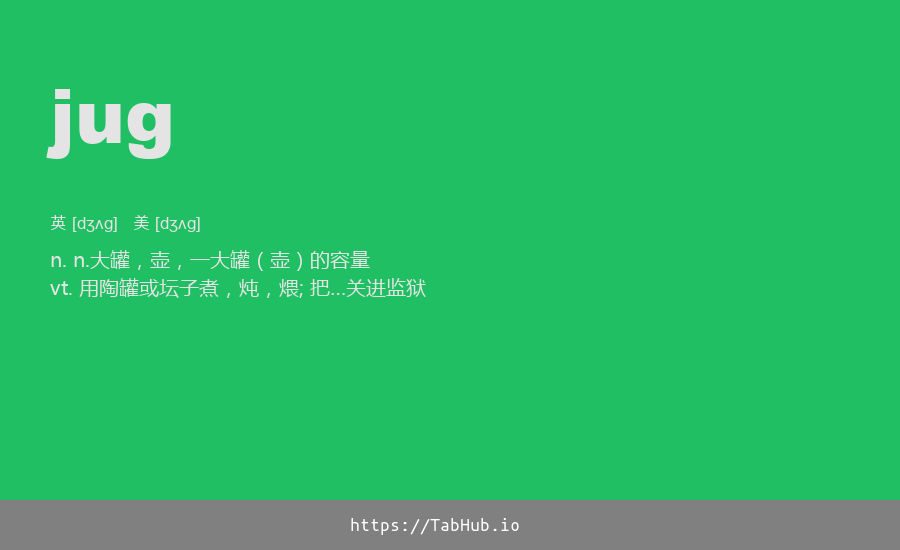 jug
英 [dʒʌg] 美 [dʒʌg]
n. n.大罐，壶，一大罐（壶）的容量
vt. 用陶罐或坛子煮，炖，煨; 把...关进监狱
https://TabHub.io